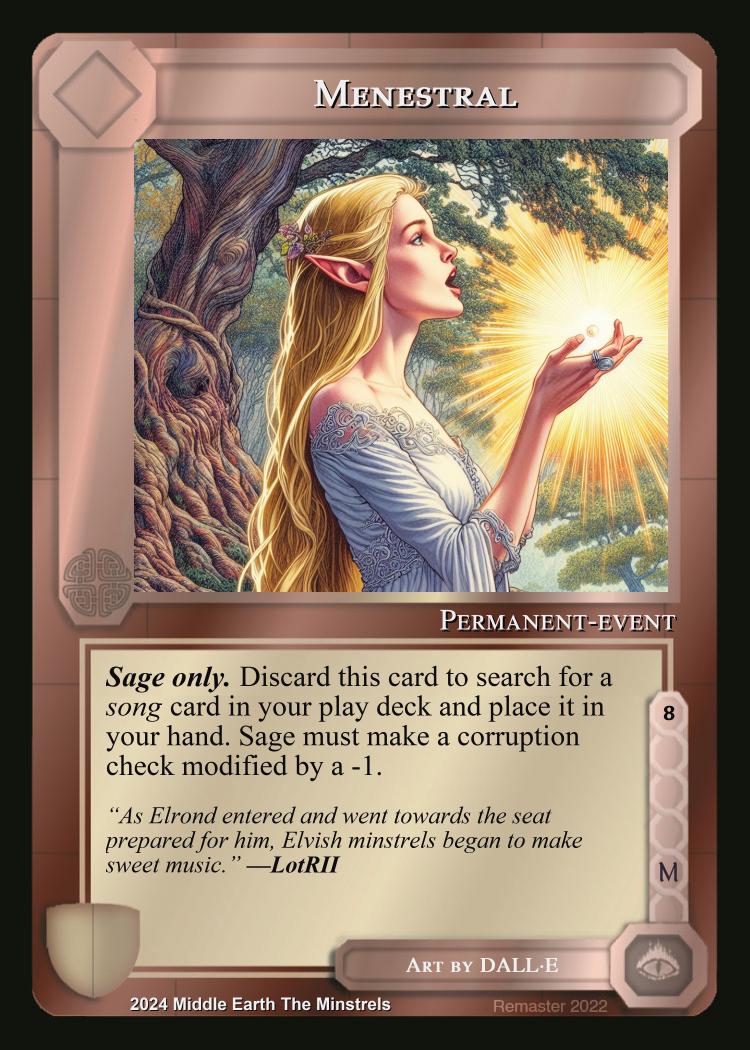 Menestral
Permanent-event
Sage only. Discard this card to search for a
song card in your play deck and place it in
your hand. Sage must make a corruption
check modified by a -1.
“As Elrond entered and went towards the seat
prepared for him, Elvish minstrels began to make
sweet music.” —LotRII
8
M
Art by DALL·E
2024 Middle Earth The Minstrels
Remaster 2022